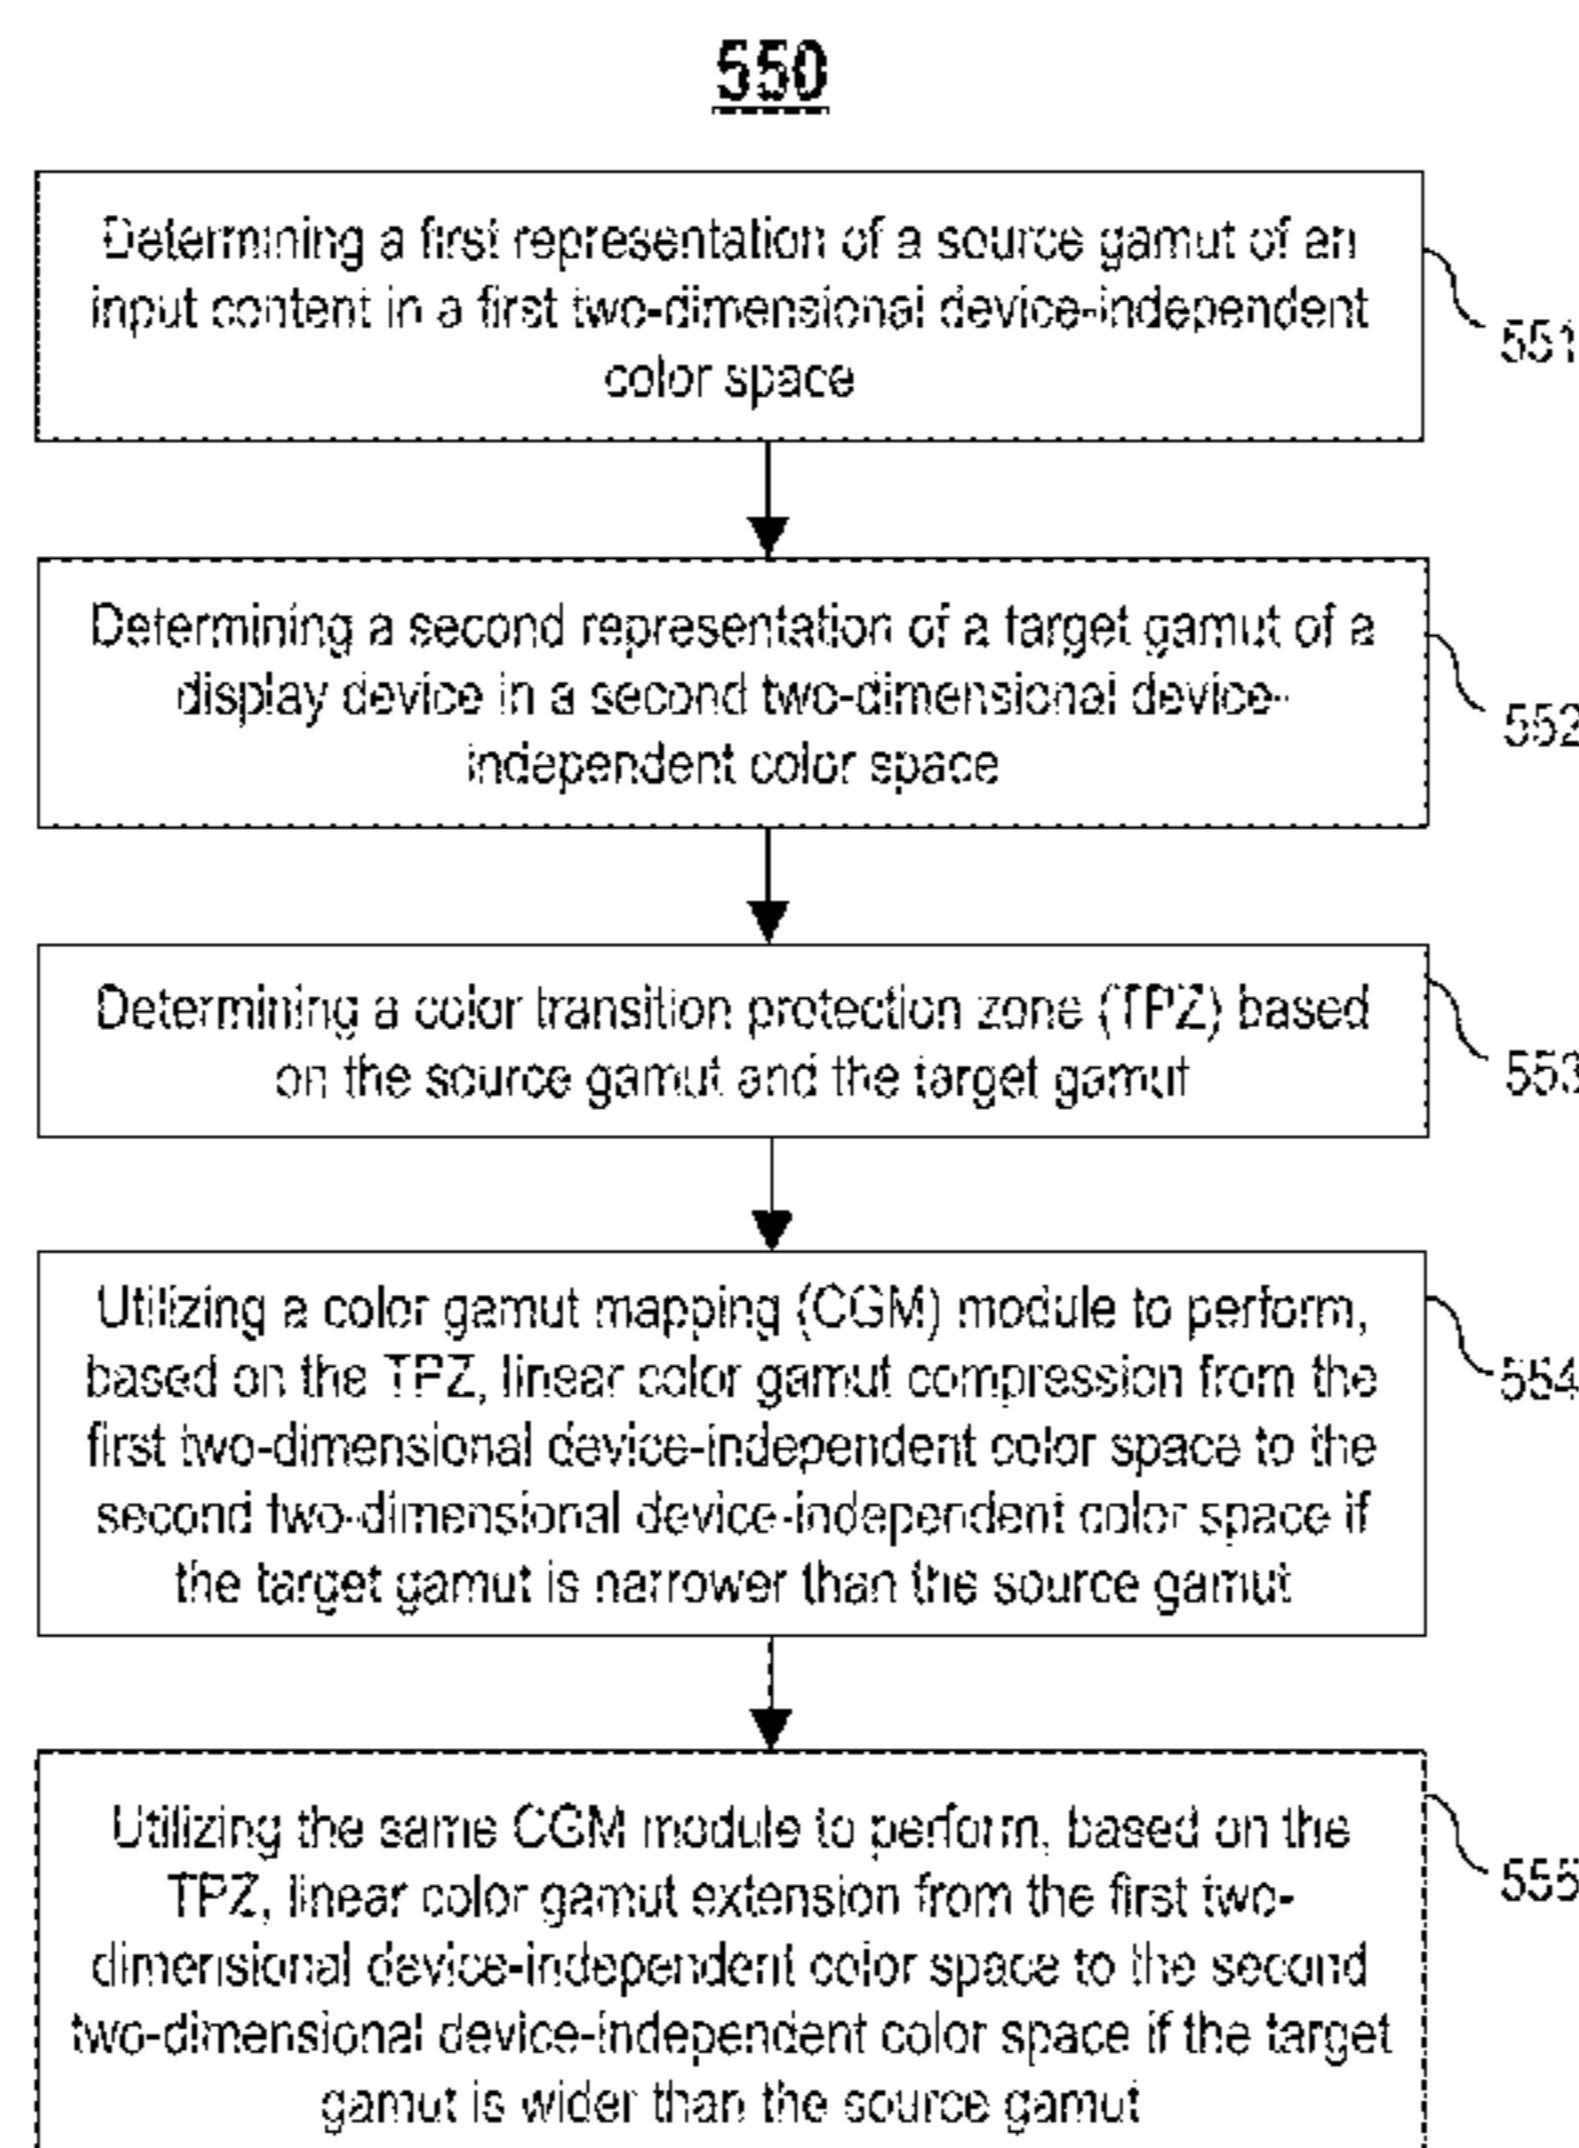 550
Determining a first representation of a source gamut of an
input content in a first two-dimensional device-independent
color space
551
Determining a second representation of a target gamut of a
display device in a second two-dimensional device-
independent color space
552
Determining a color transition protection zone (TPZ) based
on the source gamut and the target gamut
553
Utilizing a color gamut mapping (CGM) module to perform,
based on the TPZ, linear color gamut compression from the
first two-dimensional device-independent color space to the
second two-dimensional device-independent color space if
the target gamut is narrower than the source gamut
554
Utilizing the same CGM module to perform, based on the
TPZ, linear color gamut extension from the first two-
dimensional device-independent color space to the second
two-dimensional device-independent color space if the target
gamut is wider than the source gamut
555